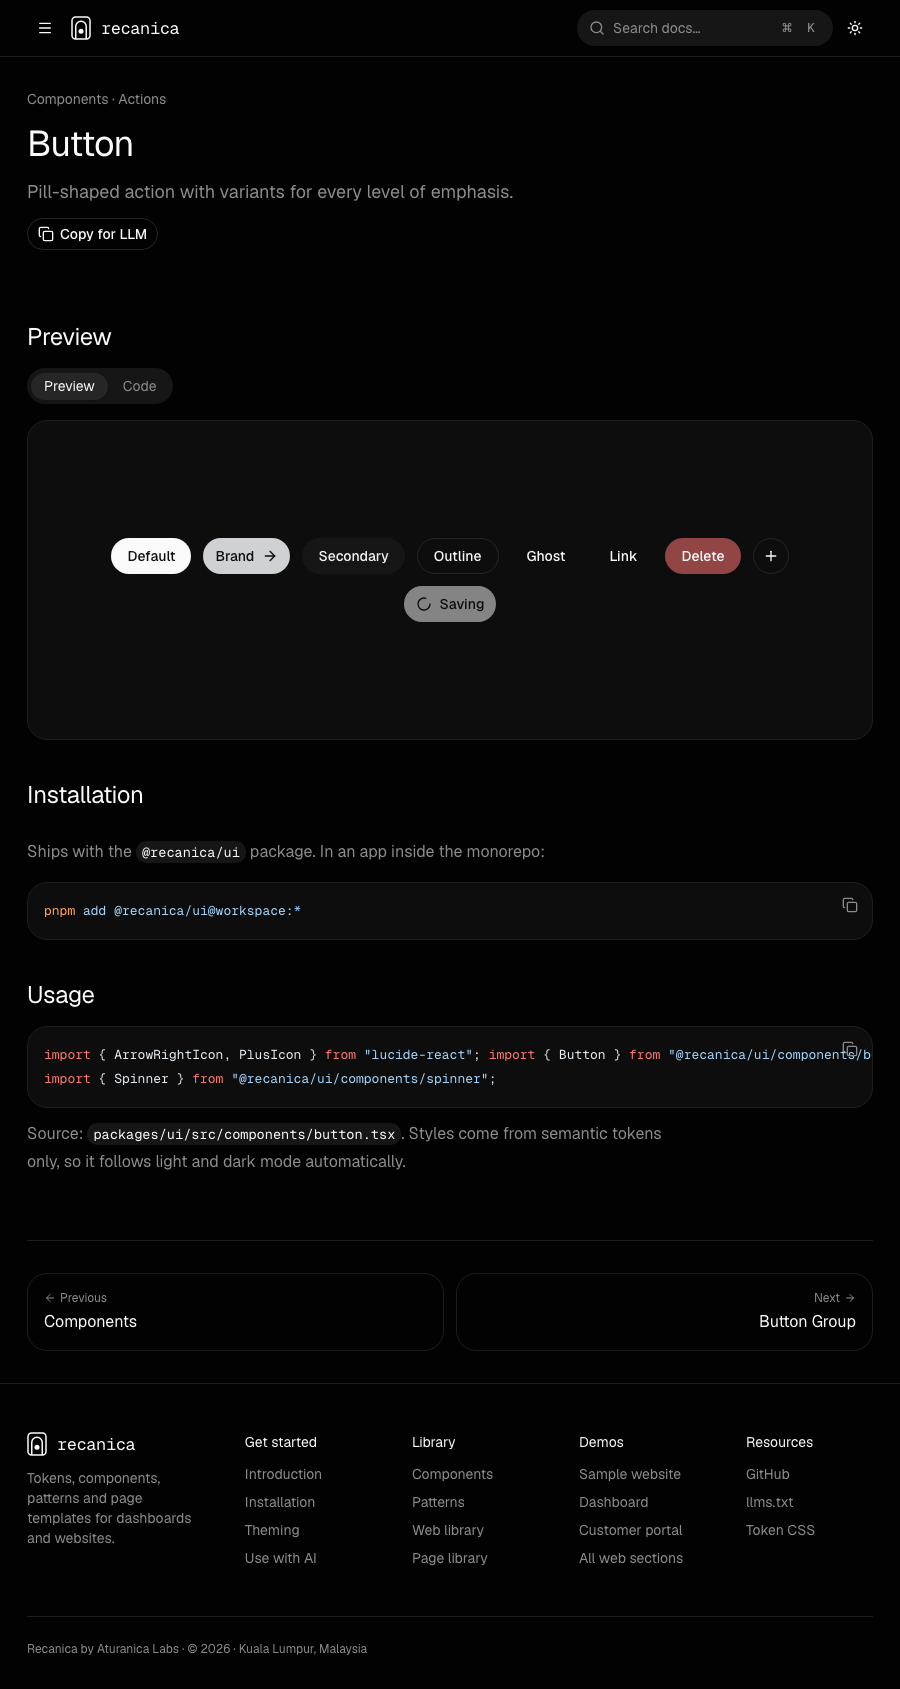 recanica
Search docs...
⌘ K
Components · Actions
Button
Pill-shaped action with variants for every level of emphasis.
Copy for LLM
Preview
Preview Code
Default Brand Secondary Outline Ghost Link Delete
Saving
Installation
Ships with the @recanica/ui package. In an app inside the monorepo:
pnpm add @recanica/ui@workspace:*
Usage
import { ArrowRightIcon, PlusIcon } from "lucide-react"; import { Button } from "@recanica/ui/components/b
import { Spinner } from "@recanica/ui/components/spinner";
Source: packages/ui/src/components/button.tsx. Styles come from semantic tokens
only, so it follows light and dark mode automatically.
← Previous
Components
Next →
Button Group
recanica
Tokens, components,
patterns and page
templates for dashboards
and websites.
Get started
Introduction
Installation
Theming
Use with AI
Library
Components
Patterns
Web library
Page library
Demos
Sample website
Dashboard
Customer portal
All web sections
Resources
GitHub
llms.txt
Token CSS
Recanica by Aturanica Labs · © 2026 · Kuala Lumpur, Malaysia